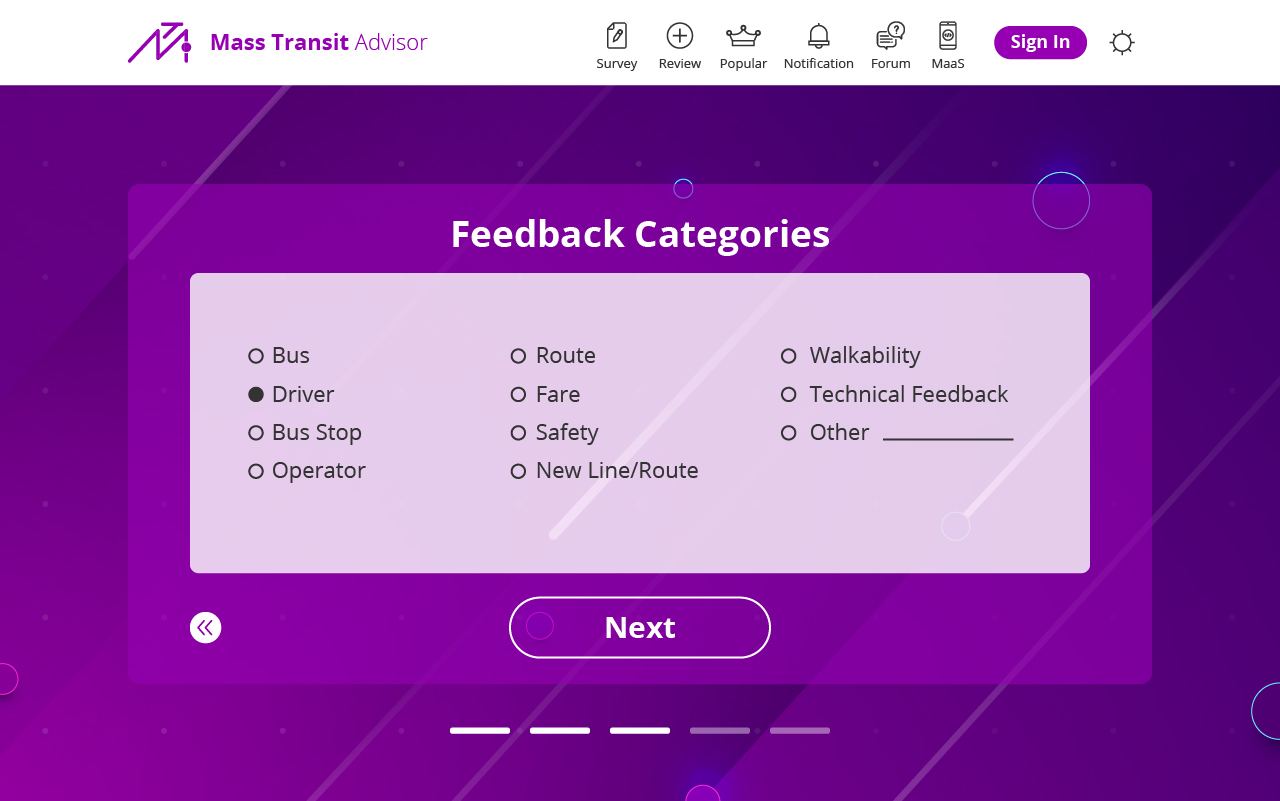 Mass Transit Advisor
Survey Review Popular Notification Forum MaaS
Sign In
Feedback Categories
Bus
Driver
Bus Stop
Operator
Route
Fare
Safety
New Line/Route
Walkability
Technical Feedback
Other
Next